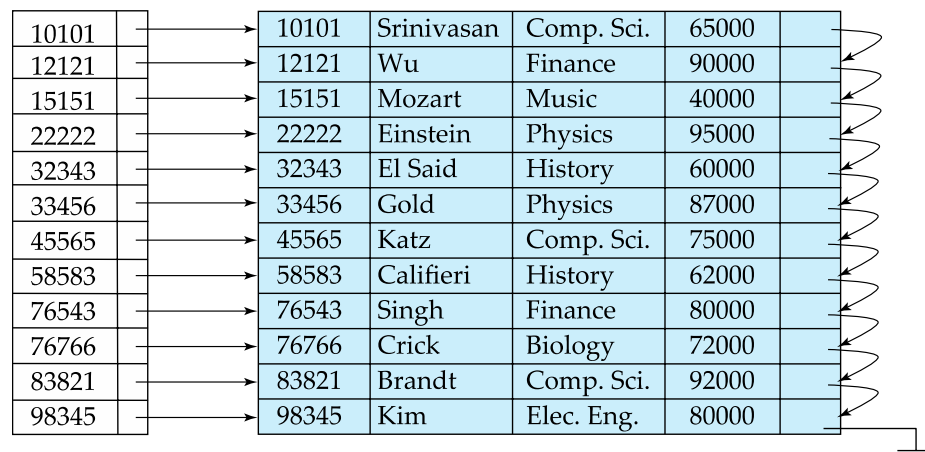 10101 10101 Srinivasan Comp. Sci. 65000
12121 12121 Wu Finance 90000
15151 15151 Mozart Music 40000
22222 22222 Einstein Physics 95000
32343 32343 El Said History 60000
33456 33456 Gold Physics 87000
45565 45565 Katz Comp. Sci. 75000
58583 58583 Califieri History 62000
76543 76543 Singh Finance 80000
76766 76766 Crick Biology 72000
83821 83821 Brandt Comp. Sci. 92000
98345 98345 Kim Elec. Eng. 80000